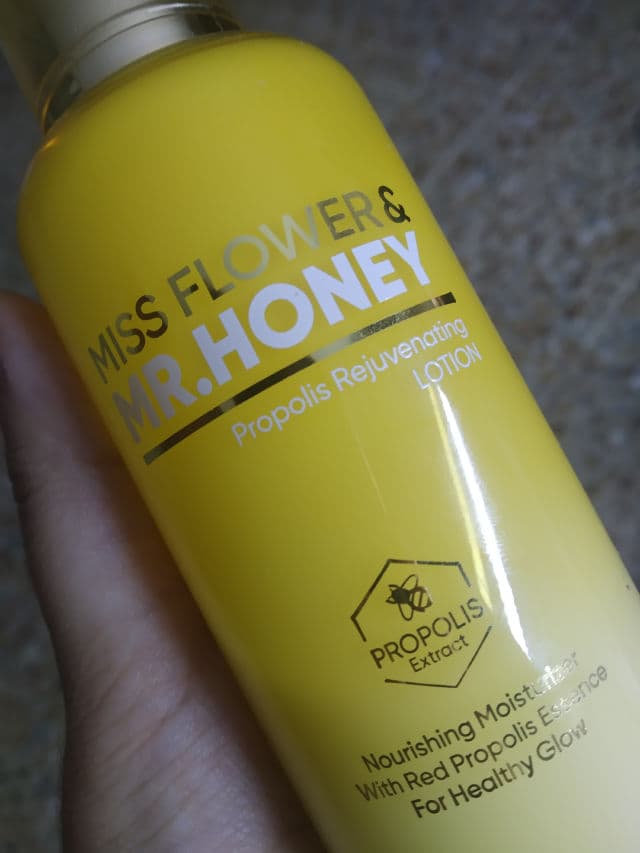 MISS FLOWER &
MR.HONEY
Propolis Rejuvenating
LOTION
PROPOLIS
Extract
Nourishing Moisturizer
With Red Propolis Essence
For Healthy Glow